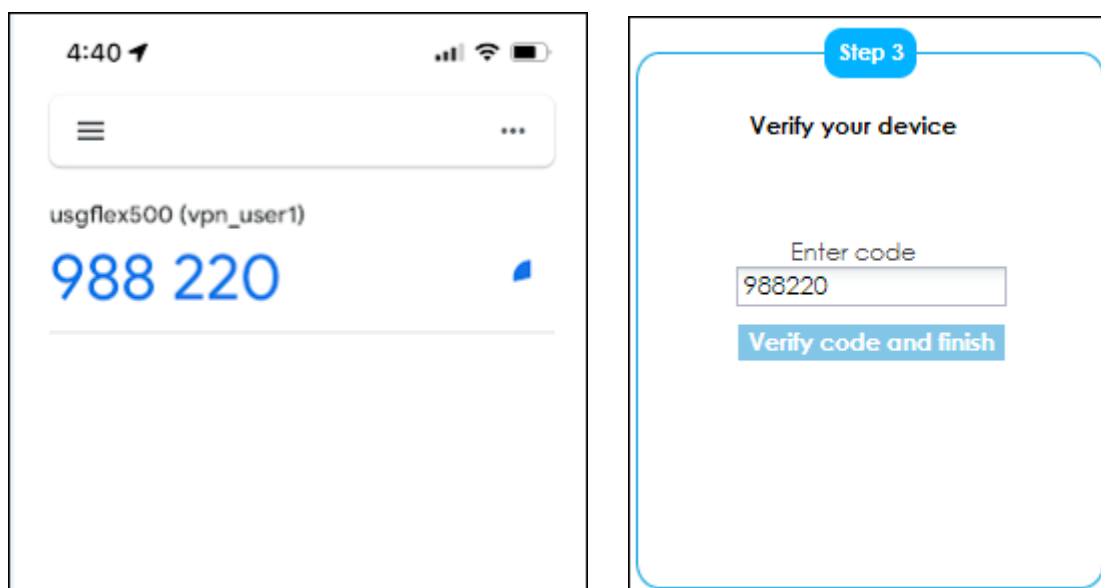 4:40
usgflex500 (vpn_user1)
988 220
Step 3
Verify your device
Enter code
988220
Verify code and finish